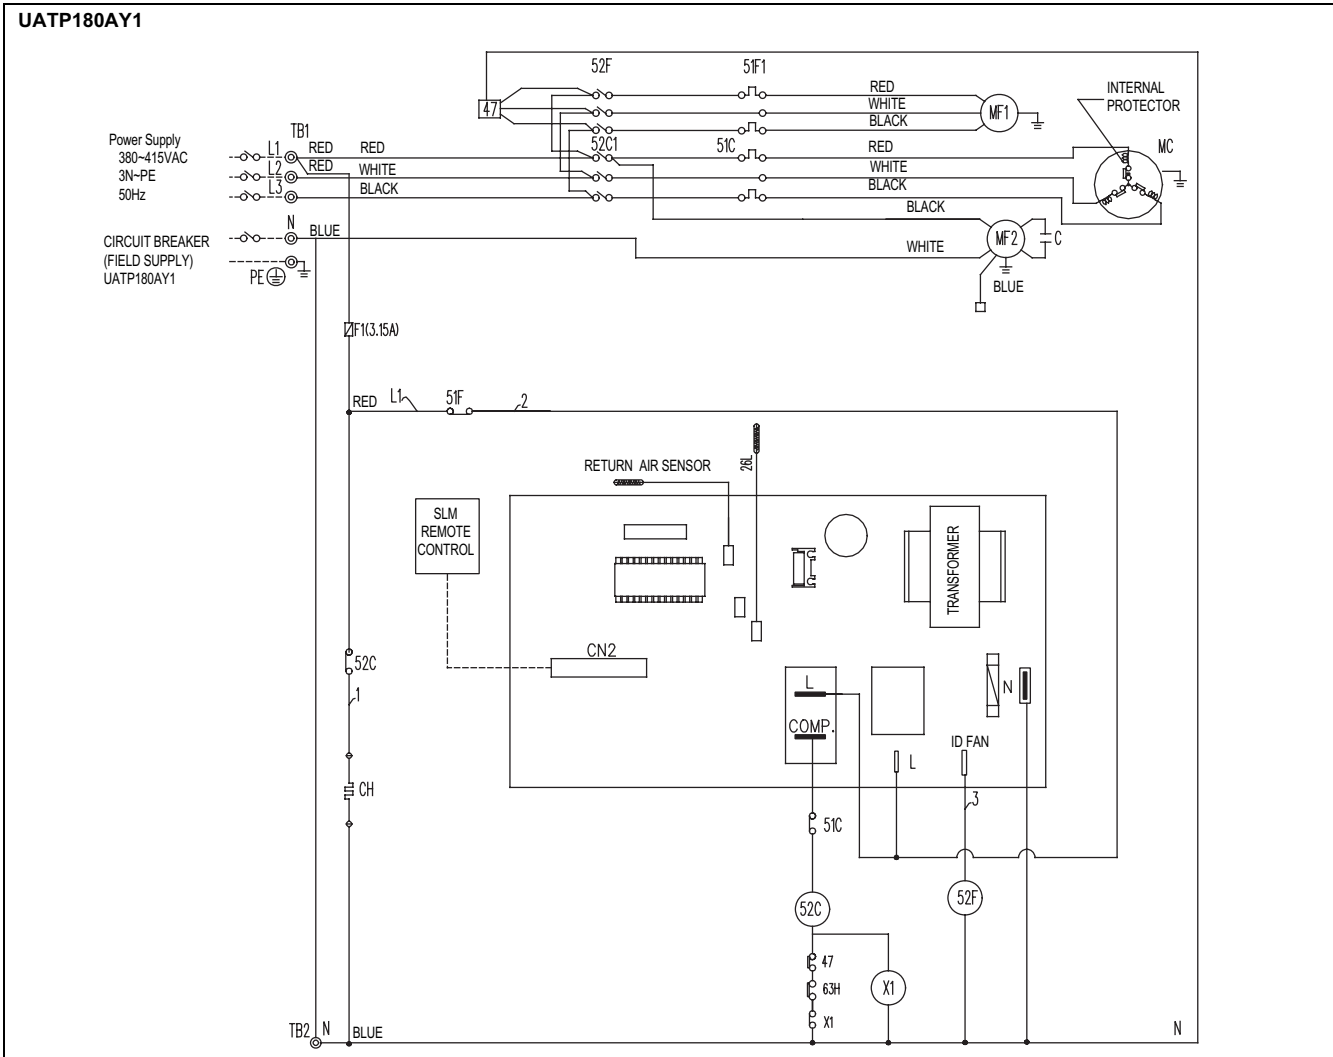 UATP180AY1
52F
51F1
RED
WHITE
BLACK
47
MF1
INTERNAL
PROTECTOR
MC
Power Supply
380~415VAC
3N~PE
50Hz
TB1
L1
RED
RED
52C1
51C
RED
RED
L2
WHITE
WHITE
L3
BLACK
BLACK
BLACK
N
BLUE
MF2
C
WHITE
CIRCUIT BREAKER
(FIELD SUPPLY)
UATP180AY1
PE
BLUE
F1(3.15A)
RED
L1
51F
2
26L
RETURN AIR SENSOR
SLM
REMOTE
CONTROL
TRANSFORMER
CN2
52C
1
L
N
COMP.
ID FAN
L
CH
3
51C
52C
52F
47
63H
X1
X1
TB2
N
BLUE
N